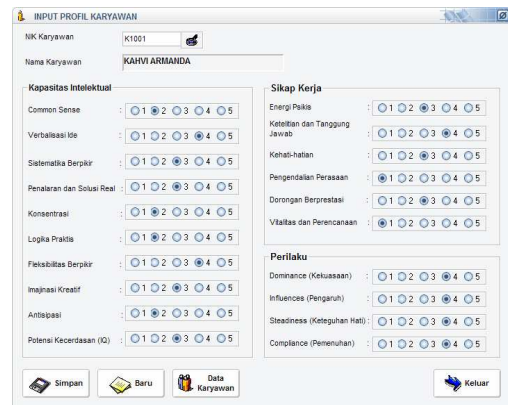 INPUT PROFIL KARYAWAN
NIK Karyawan K1001
Nama Karyawan KAHVI ARMANDA
Kapasitas Intelektual
Common Sense : 1 2 3 4 5
Verbalisasi Ide : 1 2 3 4 5
Sistematika Berpikir : 1 2 3 4 5
Penalaran dan Solusi Real : 1 2 3 4 5
Konsentrasi : 1 2 3 4 5
Logika Praktis : 1 2 3 4 5
Fleksibilitas Berpikir : 1 2 3 4 5
Imajinasi Kreatif : 1 2 3 4 5
Antisipasi : 1 2 3 4 5
Potensi Kecerdasan (IQ) : 1 2 3 4 5
Sikap Kerja
Energi Psikis : 1 2 3 4 5
Ketelitian dan Tanggung
Jawab : 1 2 3 4 5
Kehati-hatian : 1 2 3 4 5
Pengendalian Perasaan : 1 2 3 4 5
Dorongan Berprestasi : 1 2 3 4 5
Vitalitas dan Perencanaan : 1 2 3 4 5
Perilaku
Dominance (Kekuasaan) : 1 2 3 4 5
Influences (Pengaruh) : 1 2 3 4 5
Steadiness (Keteguhan Hati) : 1 2 3 4 5
Compliance (Pemenuhan) : 1 2 3 4 5
Simpan
Baru
Data
Karyawan
Keluar